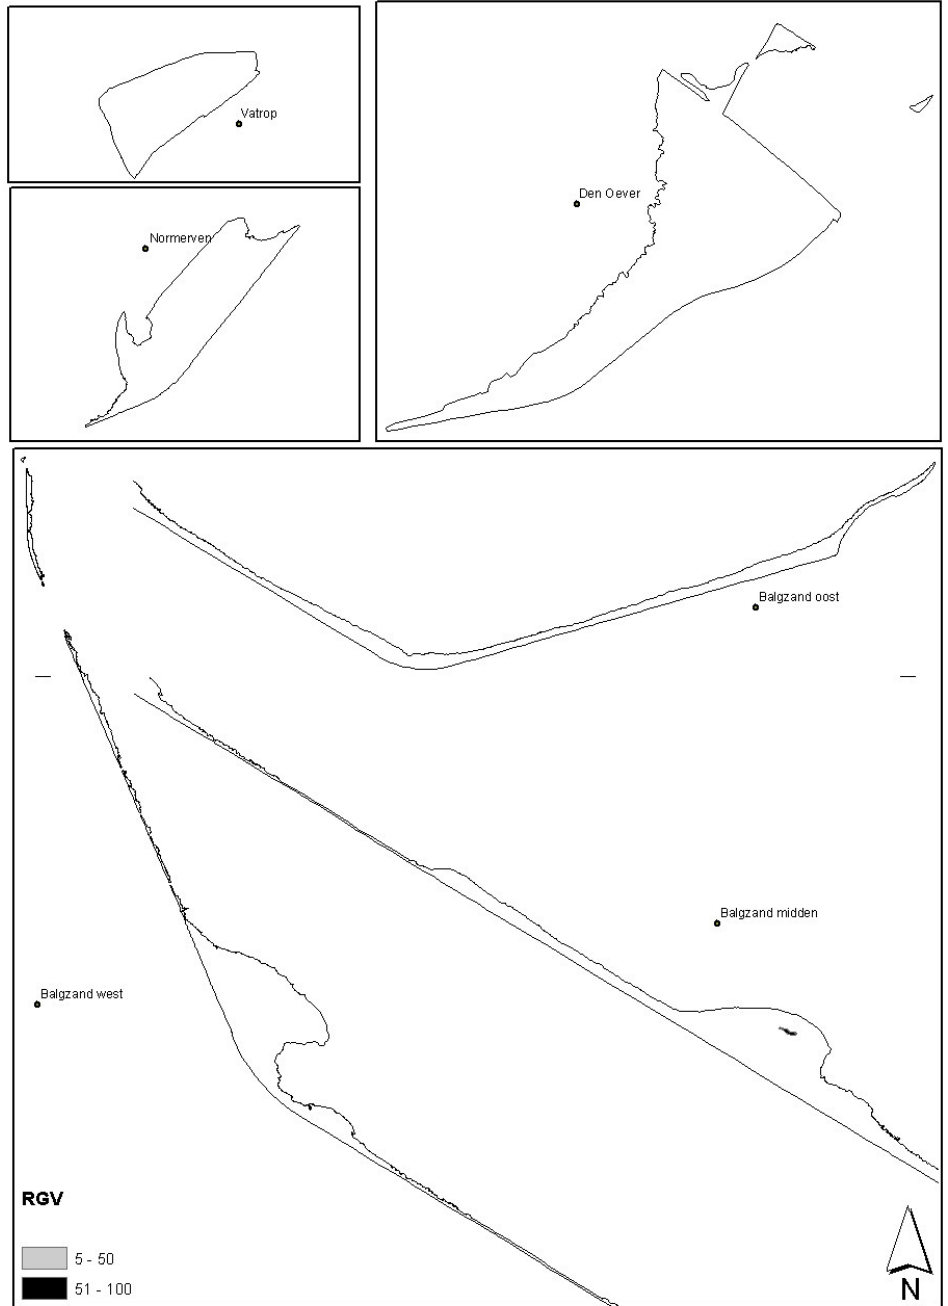 Vatrop
Normerven
Den Oever
Balgzand oost
Balgzand midden
Balgzand west
RGV
5 - 50
51 - 100
N